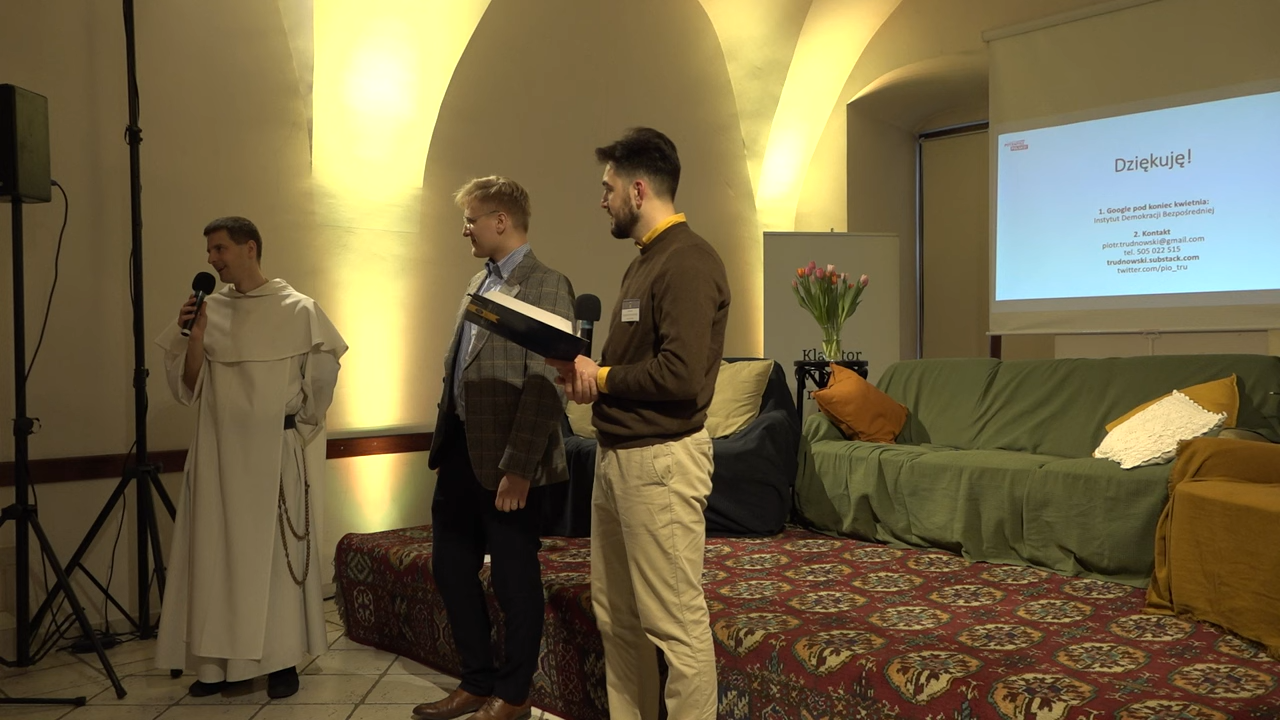 Dziękuję!
1. Google pod koniec kwietnia:
Instytut Demokracji Bezpośredniej
2. Kontakt
piotr.trudnowski@gmail.com
tel. 505 022 515
trudnowski.substack.com
twitter.com/pio_tru
Klasztor